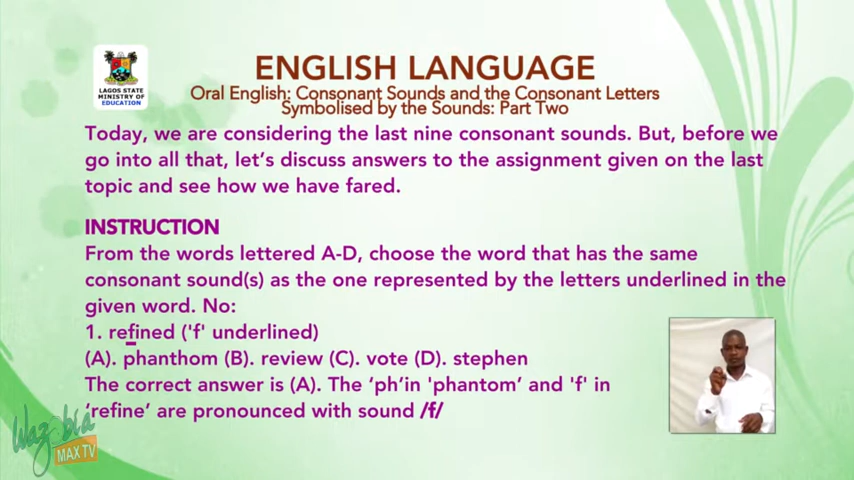 LAGOS STATE
MINISTRY OF
EDUCATION
ENGLISH LANGUAGE
Oral English: Consonant Sounds and the Consonant Letters
Symbolised by the Sounds: Part Two
Today, we are considering the last nine consonant sounds. But, before we
go into all that, let's discuss answers to the assignment given on the last
topic and see how we have fared.
INSTRUCTION
From the words lettered A-D, choose the word that has the same
consonant sound(s) as the one represented by the letters underlined in the
given word. No:
1. refined ('f' underlined)
(A). phanthom (B). review (C). vote (D). stephen
The correct answer is (A). The ‘ph’in 'phantom’ and 'f' in
‘refine’ are pronounced with sound /f/
Wazobia
MAX TV